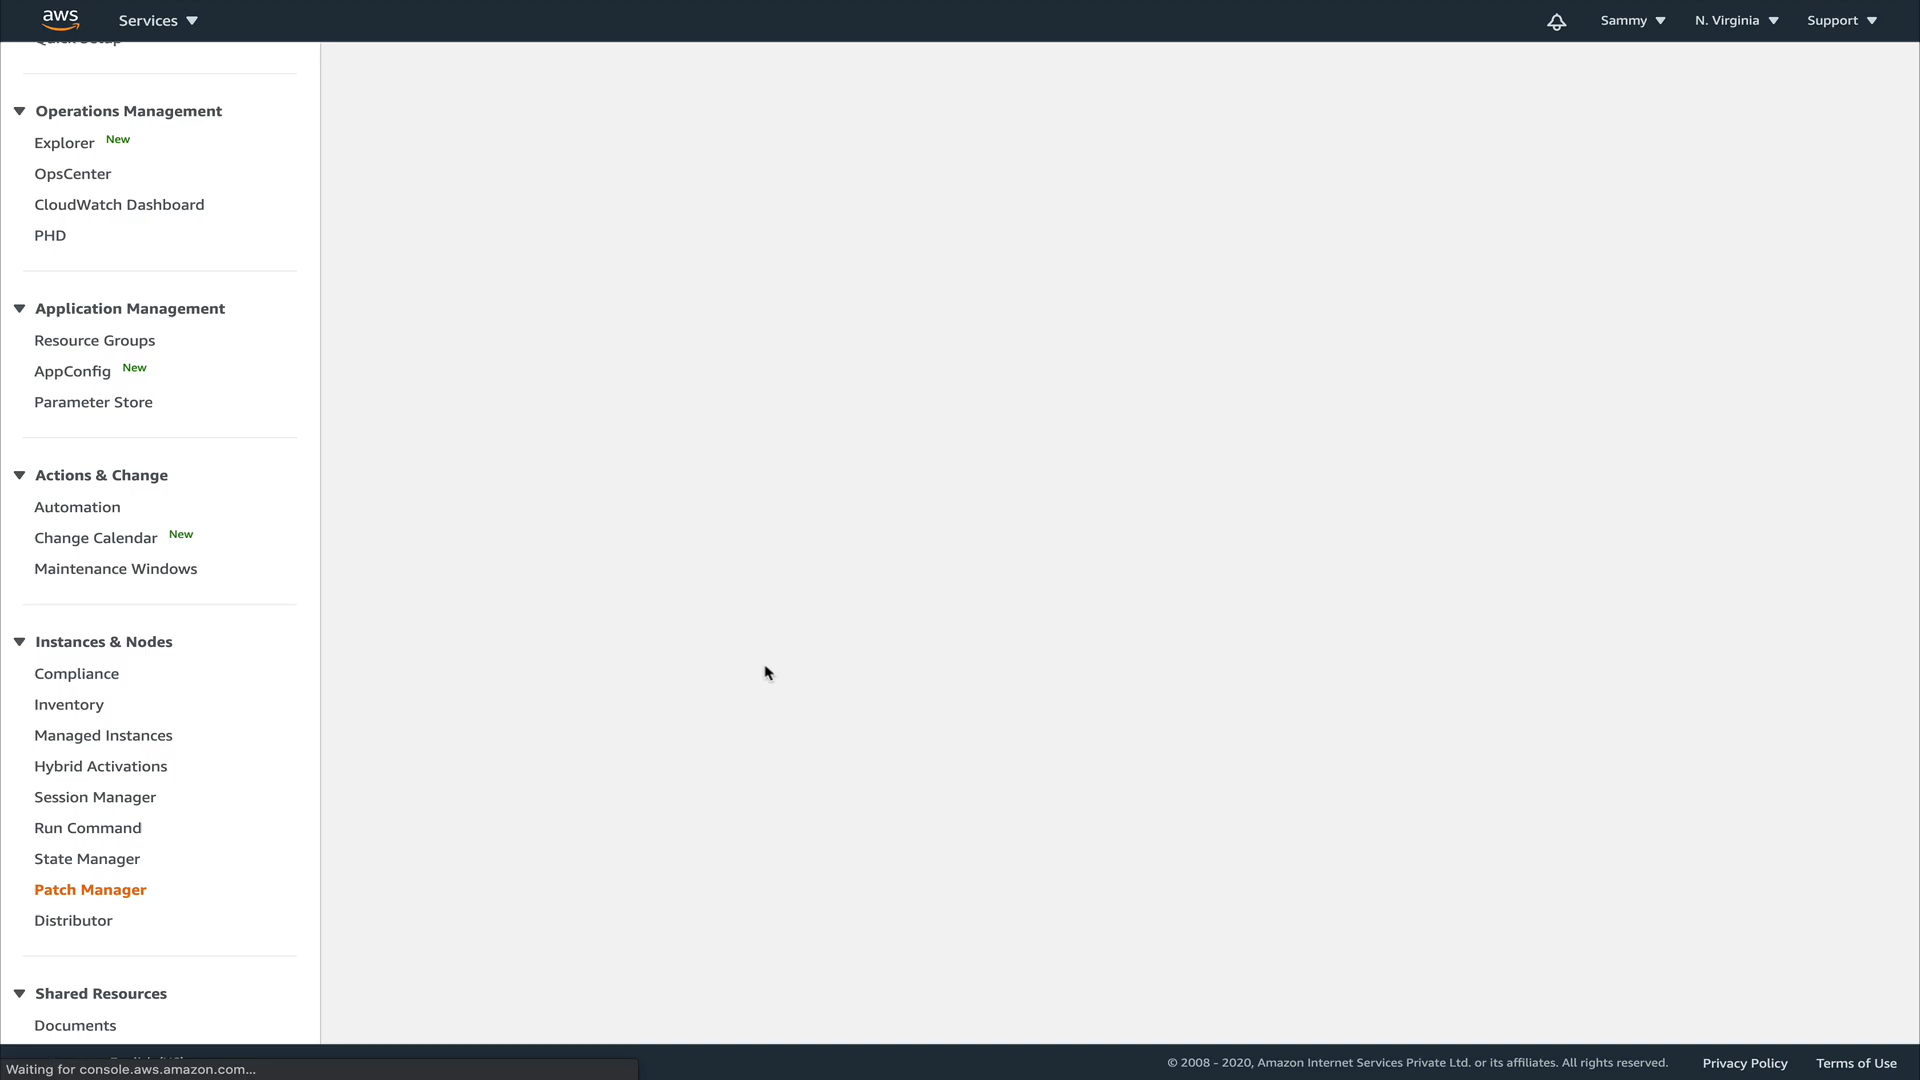 aws
Services
Sammy
N. Virginia
Support
Quick Setup
Operations Management
Explorer New
OpsCenter
CloudWatch Dashboard
PHD
Application Management
Resource Groups
AppConfig New
Parameter Store
Actions & Change
Automation
Change Calendar New
Maintenance Windows
Instances & Nodes
Compliance
Inventory
Managed Instances
Hybrid Activations
Session Manager
Run Command
State Manager
Patch Manager
Distributor
Shared Resources
Documents
© 2008 - 2020, Amazon Internet Services Private Ltd. or its affiliates. All rights reserved.
Privacy Policy
Terms of Use
Waiting for console.aws.amazon.com...